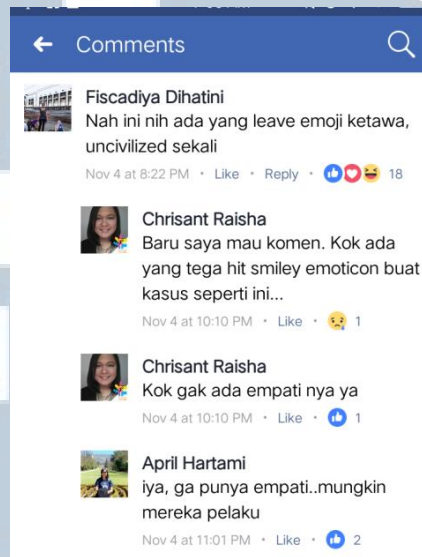 Comments
Fiscadiya Dihatini
Nah ini nih ada yang leave emoji ketawa,
uncivilized sekali
Nov 4 at 8:22 PM · Like · Reply · 18
Chrisant Raisha
Baru saya mau komen. Kok ada
yang tega hit smiley emoticon buat
kasus seperti ini...
Nov 4 at 10:10 PM · Like · 1
Chrisant Raisha
Kok gak ada empati nya ya
Nov 4 at 10:10 PM · Like · 1
April Hartami
iya, ga punya empati..mungkin
mereka pelaku
Nov 4 at 11:01 PM · Like · 2